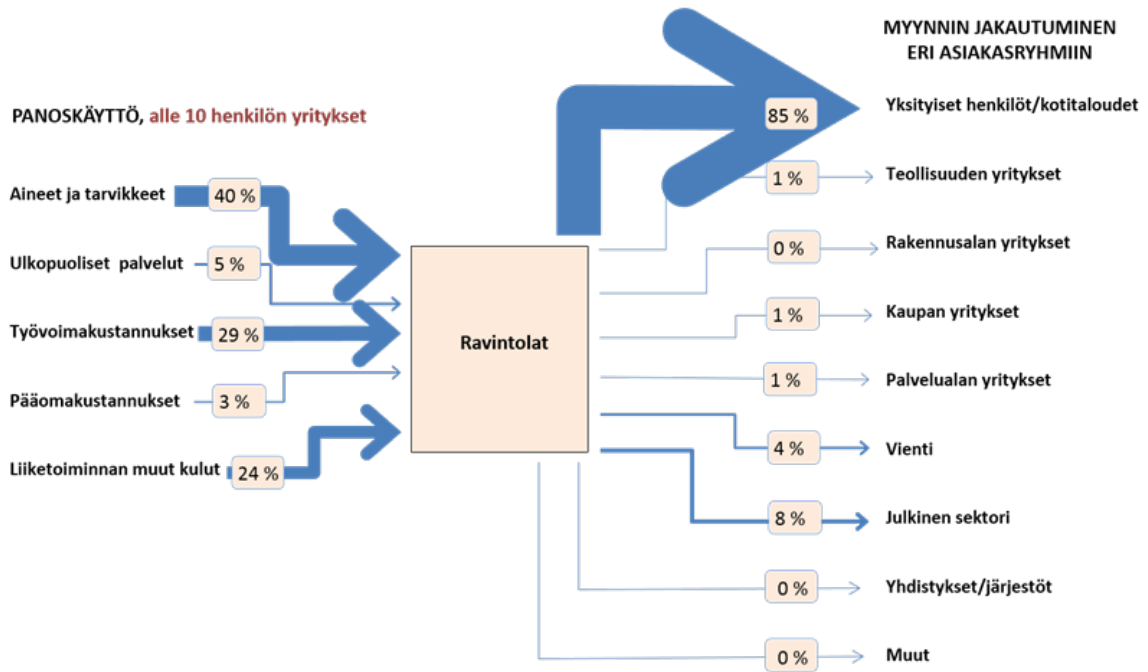 MYYNNIN JAKAUTUMINEN
ERI ASIAKASRYHMIIN
PANOSKÄYTTÖ, alle 10 henkilön yritykset
Aineet ja tarvikkeet 40 %
Ulkopuoliset palvelut 5 %
Työvoimakustannukset 29 %
Pääomakustannukset 3 %
Liiketoiminnan muut kulut 24 %
Ravintolat
85 % Yksityiset henkilöt/kotitaloudet
1 % Teollisuuden yritykset
0 % Rakennusalan yritykset
1 % Kaupan yritykset
1 % Palvelualan yritykset
4 % Vienti
8 % Julkinen sektori
0 % Yhdistykset/järjestöt
0 % Muut